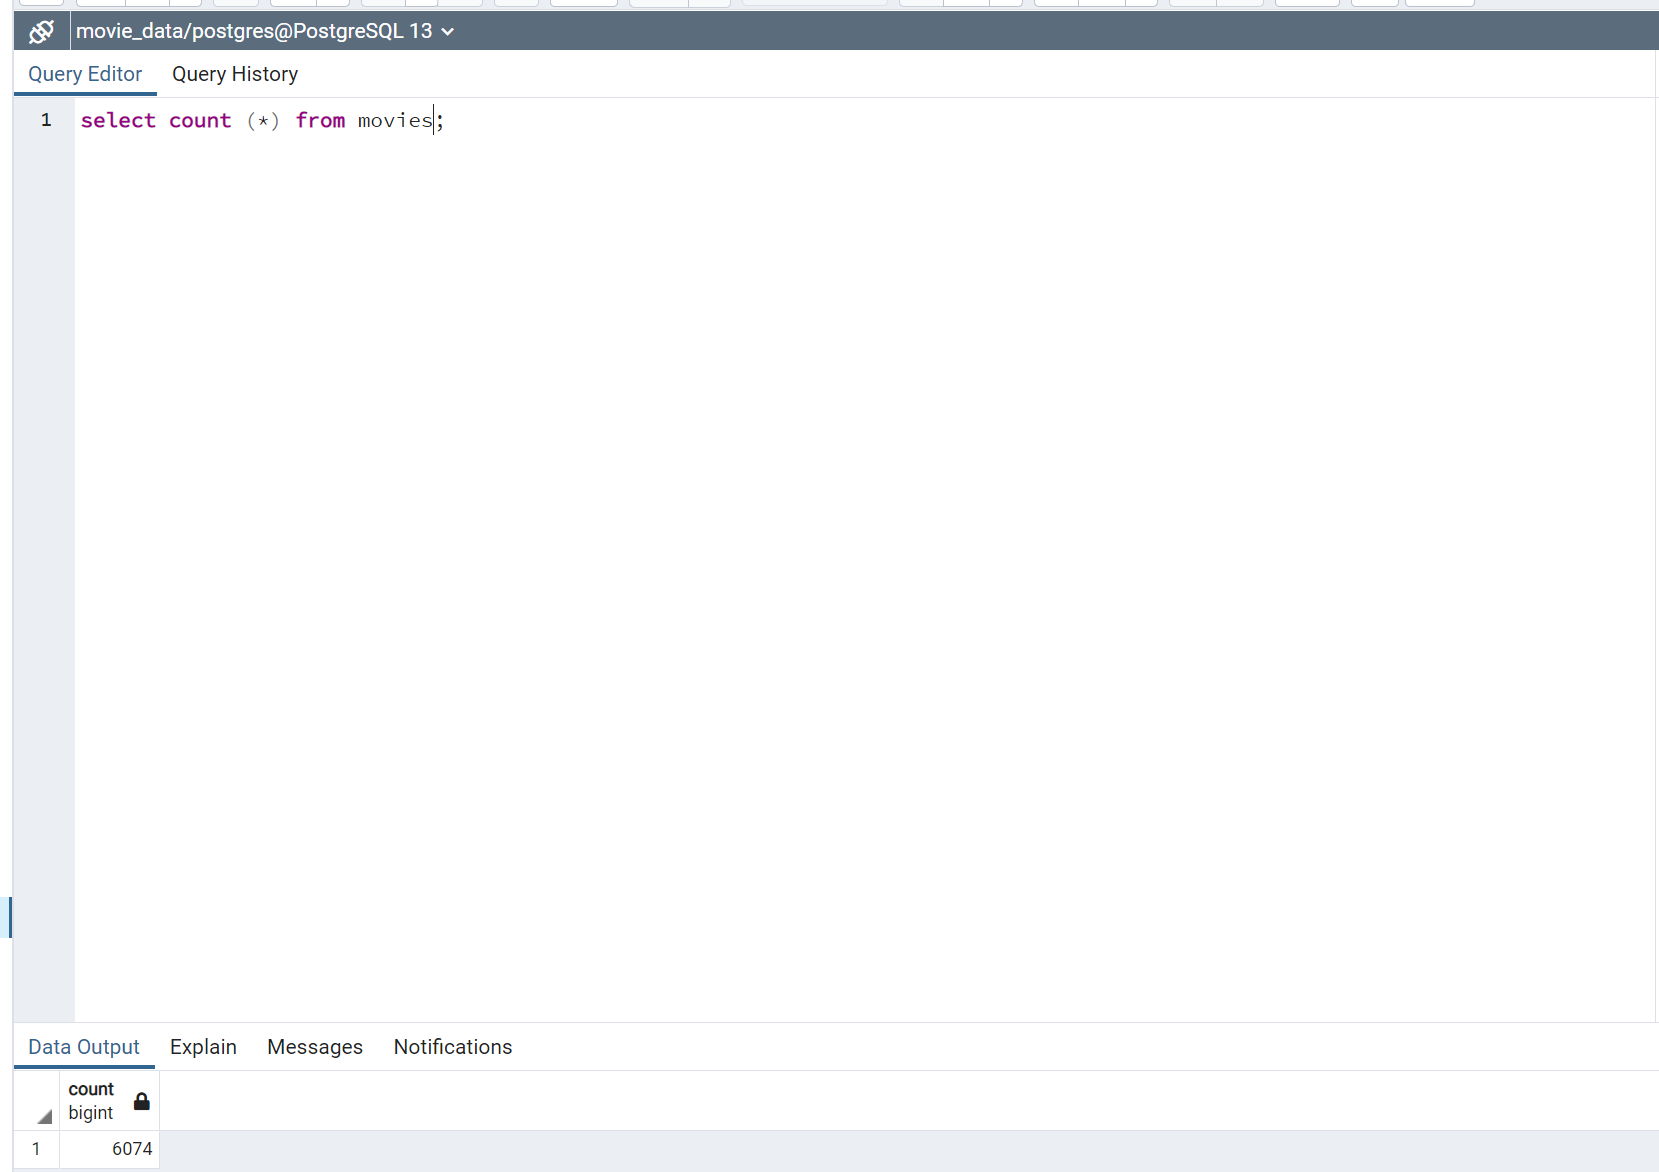 movie_data/postgres@PostgreSQL 13
Query Editor Query History
1 select count (*) from movies;
Data Output Explain Messages Notifications
count
bigint
1 6074